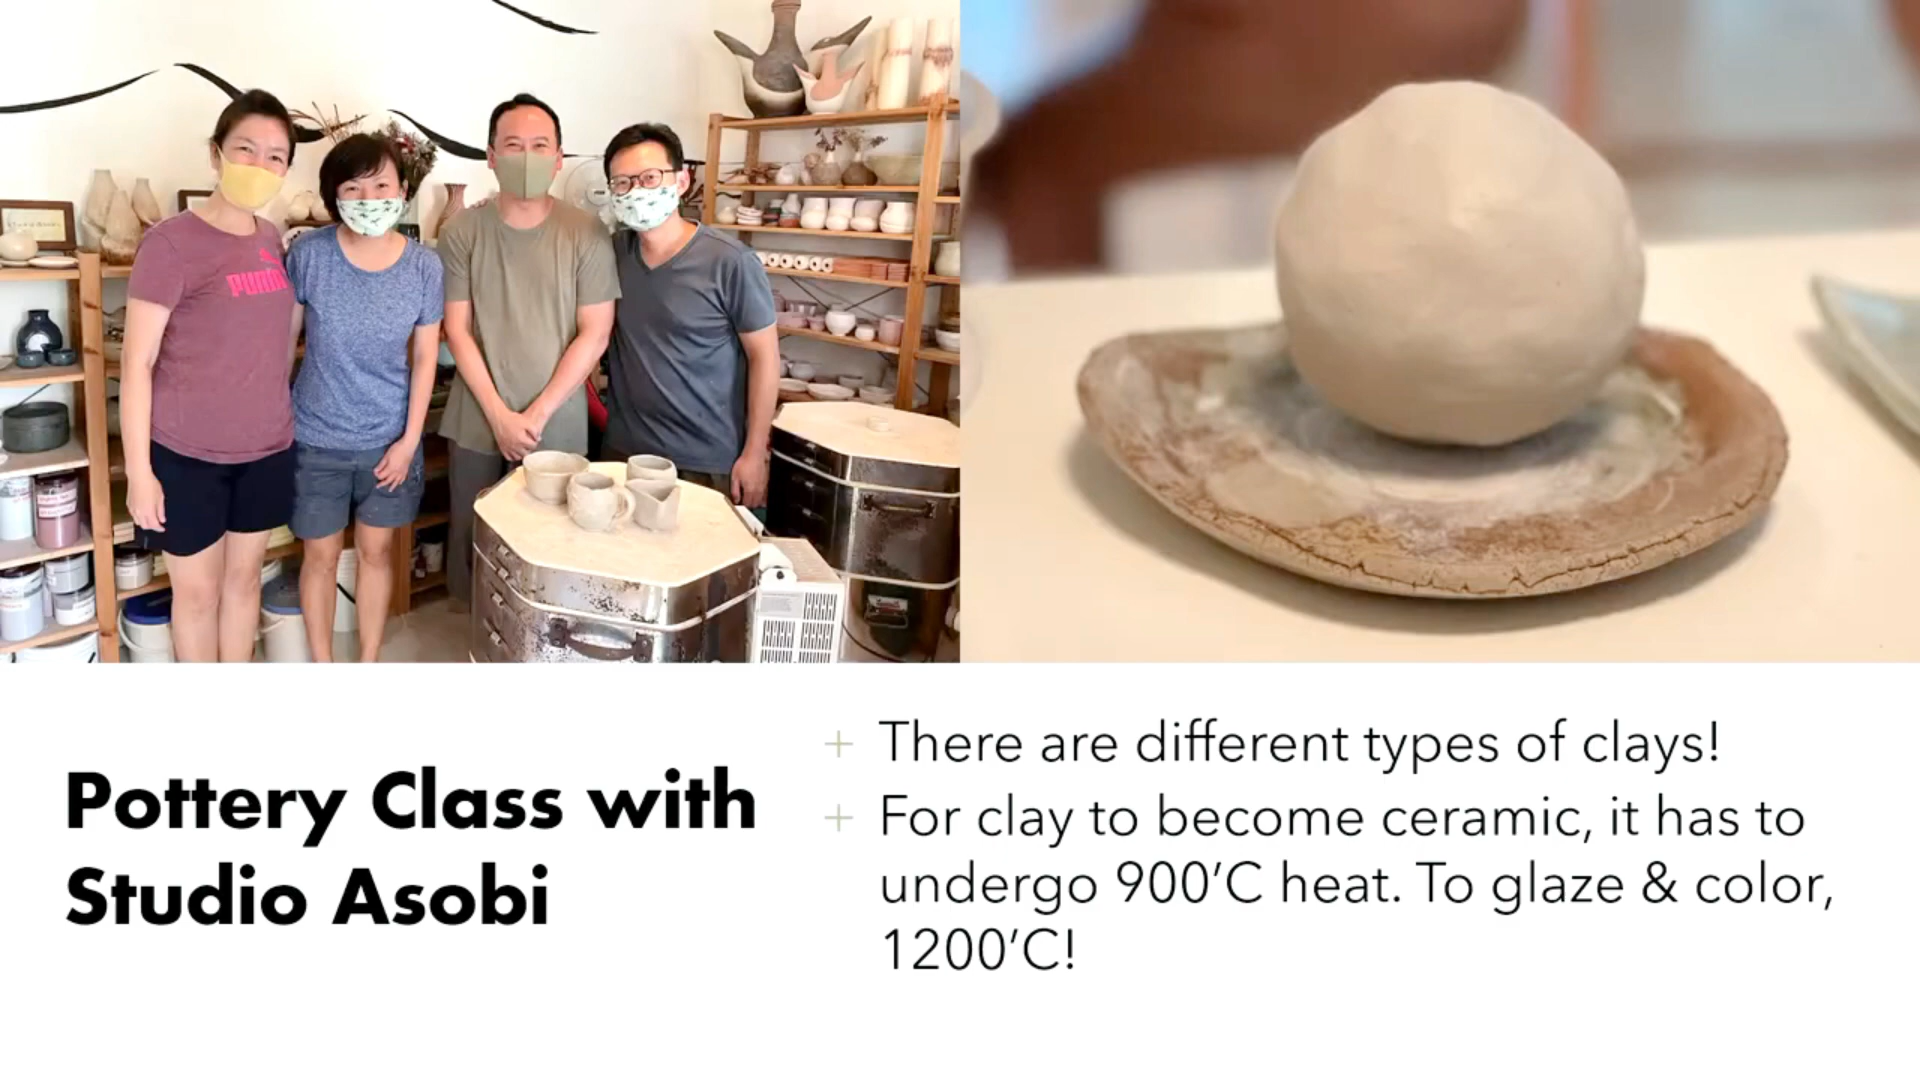 PUMA
Pottery Class with
Studio Asobi
+ There are different types of clays!
+ For clay to become ceramic, it has to
undergo 900'C heat. To glaze & color,
1200'C!